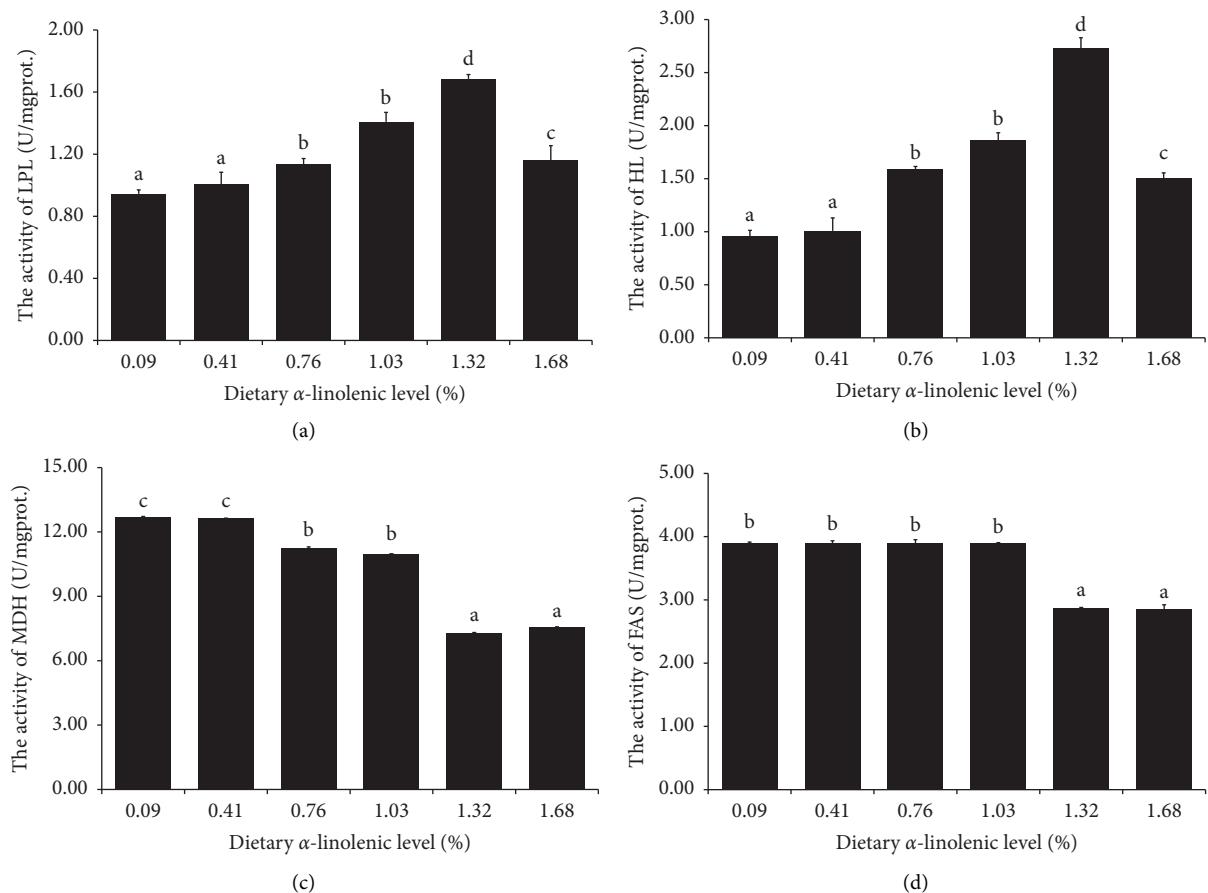 The activity of LPL (U/mgprot.)
2.00
1.60
1.20
0.80
0.40
0.00
a
a
b
b
d
c
0.09 0.41 0.76 1.03 1.32 1.68
Dietary α-linolenic level (%)
(a)
The activity of HL (U/mgprot.)
3.00
2.50
2.00
1.50
1.00
0.50
0.00
a
a
b
b
d
c
0.09 0.41 0.76 1.03 1.32 1.68
Dietary α-linolenic level (%)
(b)
The activity of MDH (U/mgprot.)
15.00
12.00
9.00
6.00
3.00
0.00
c
c
b
b
a
a
0.09 0.41 0.76 1.03 1.32 1.68
Dietary α-linolenic level (%)
(c)
The activity of FAS (U/mgprot.)
5.00
4.00
3.00
2.00
1.00
0.00
b
b
b
b
a
a
0.09 0.41 0.76 1.03 1.32 1.68
Dietary α-linolenic level (%)
(d)